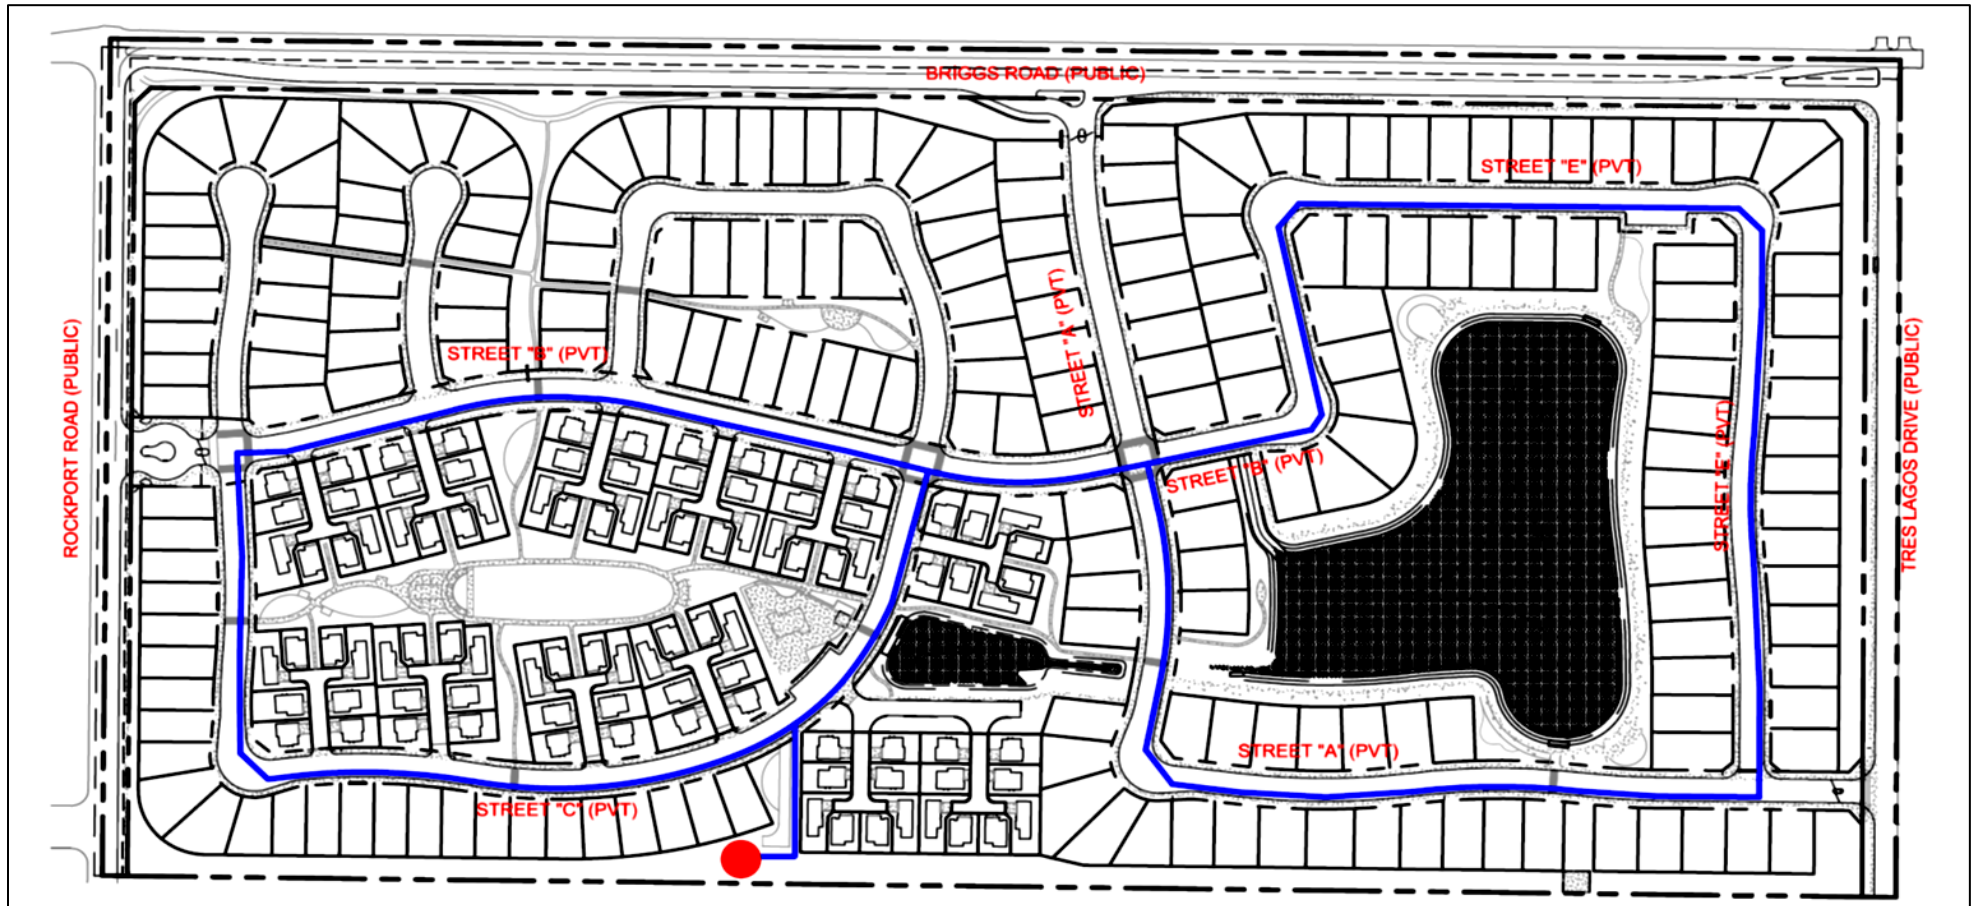 BRIGGS ROAD (PUBLIC)
STREET "E" (PVT)
STREET "A" (PVT)
STREET "B" (PVT)
ROCKPORT ROAD (PUBLIC)
TRES LAGOS DRIVE (PUBLIC)
STREET "B" (PVT)
STREET "E" (PVT)
STREET "A" (PVT)
STREET "C" (PVT)